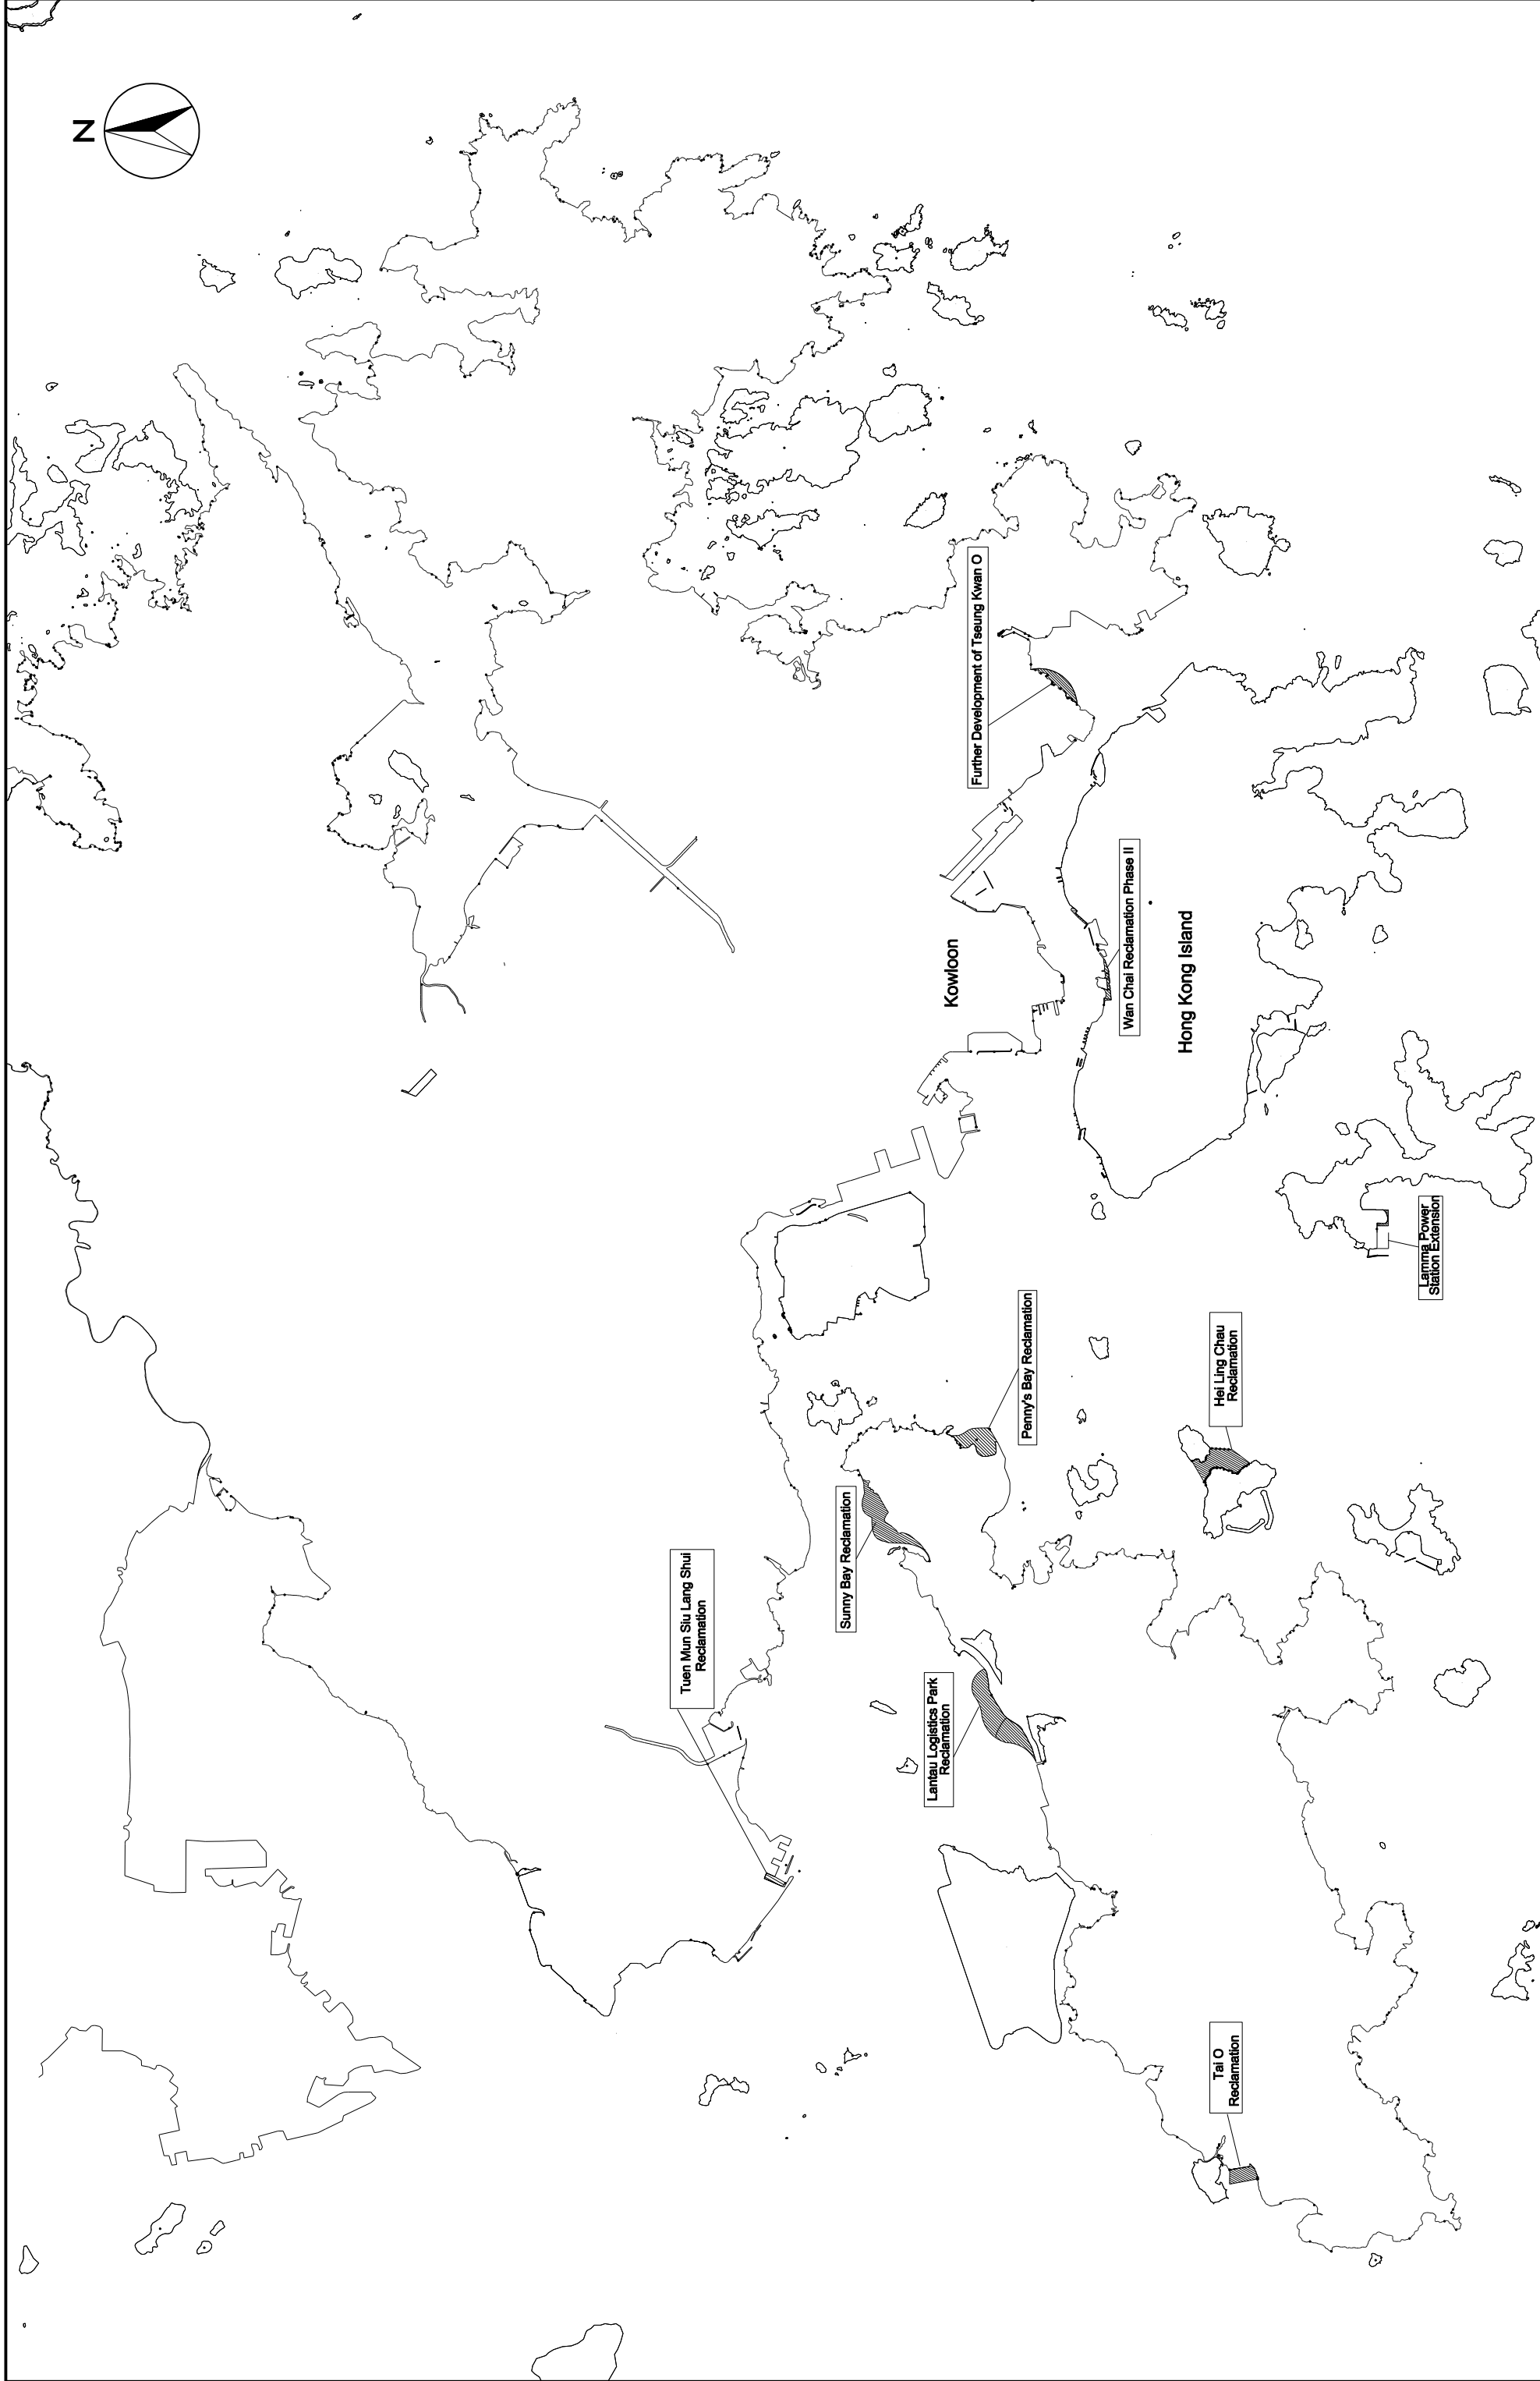 N
Further Development of Tseung Kwan O
Wan Chai Reclamation Phase II
Kowloon
Hong Kong Island
Lamma Power
Station Extension
Penny's Bay Reclamation
Hei Ling Chau
Reclamation
Sunny Bay Reclamation
Tuen Mun Siu Lang Shui
Reclamation
Lantau Logistics Park
Reclamation
Tai O
Reclamation